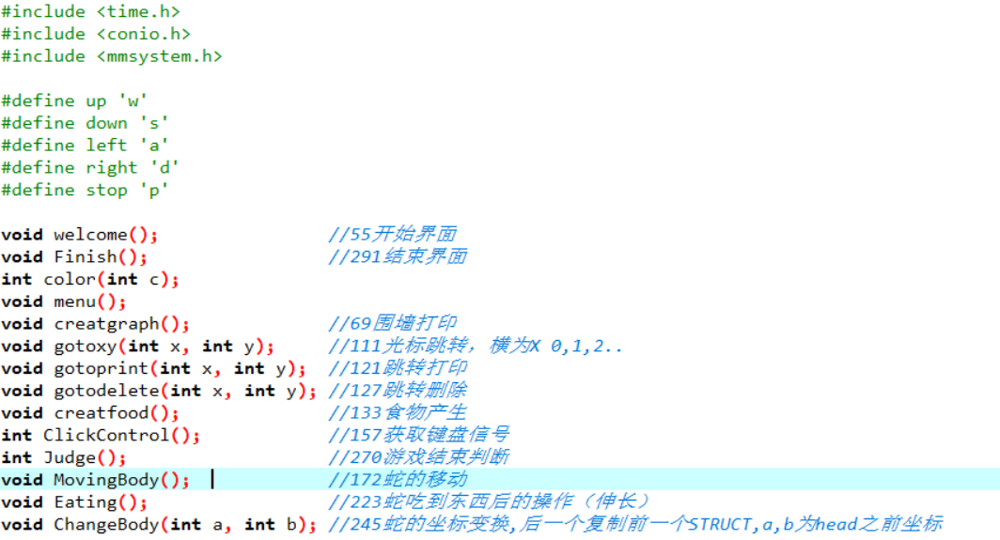 #include <time.h>
#include <conio.h>
#include <mmsystem.h>
#define up 'w'
#define down 's'
#define left 'a'
#define right 'd'
#define stop 'p'
void welcome(); //55开始界面
void Finish(); //291结束界面
int color(int c);
void menu();
void creatgraph(); //69围墙打印
void gotoxy(int x, int y); //111光标跳转，横为X 0,1,2..
void gotoprint(int x, int y); //121跳转打印
void gotodelete(int x, int y); //127跳转删除
void creatfood(); //133食物产生
int ClickControl(); //157获取键盘信号
int Judge(); //270游戏结束判断
void MovingBody(); //172蛇的移动
void Eating(); //223蛇吃到东西后的操作（伸长）
void ChangeBody(int a, int b); //245蛇的坐标变换,后一个复制前一个STRUCT,a,b为head之前坐标